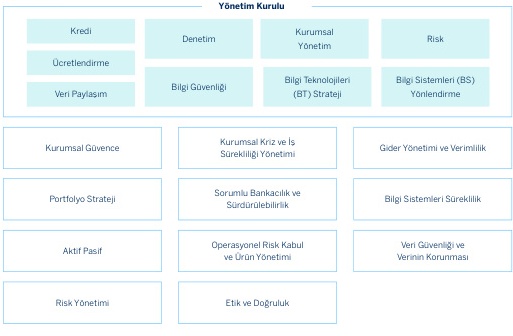 Yönetim Kurulu
Kredi
Ücretlendirme
Veri Paylaşım
Denetim
Bilgi Güvenliği
Kurumsal
Yönetim
Bilgi Teknolojileri
(BT) Strateji
Risk
Bilgi Sistemleri (BS)
Yönlendirme
Kurumsal Güvence
Kurumsal Kriz ve İş
Sürekliliği Yönetimi
Gider Yönetimi ve Verimlilik
Portfolyo Strateji
Sorumlu Bankacılık ve
Sürdürülebilirlik
Bilgi Sistemleri Süreklilik
Aktif Pasif
Operasyonel Risk Kabul
ve Ürün Yönetimi
Veri Güvenliği ve
Verinin Korunması
Risk Yönetimi
Etik ve Doğruluk